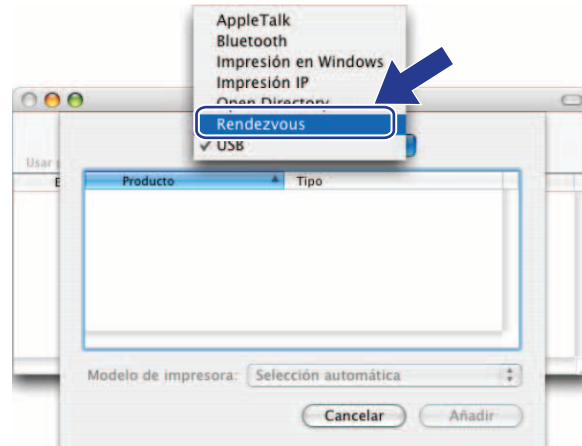 AppleTalk
Bluetooth
Impresión en Windows
Impresión IP
Open Directory
Rendezvous
✓ USB
Usar
Producto Tipo
Modelo de impresora: Selección automática
Cancelar Añadir